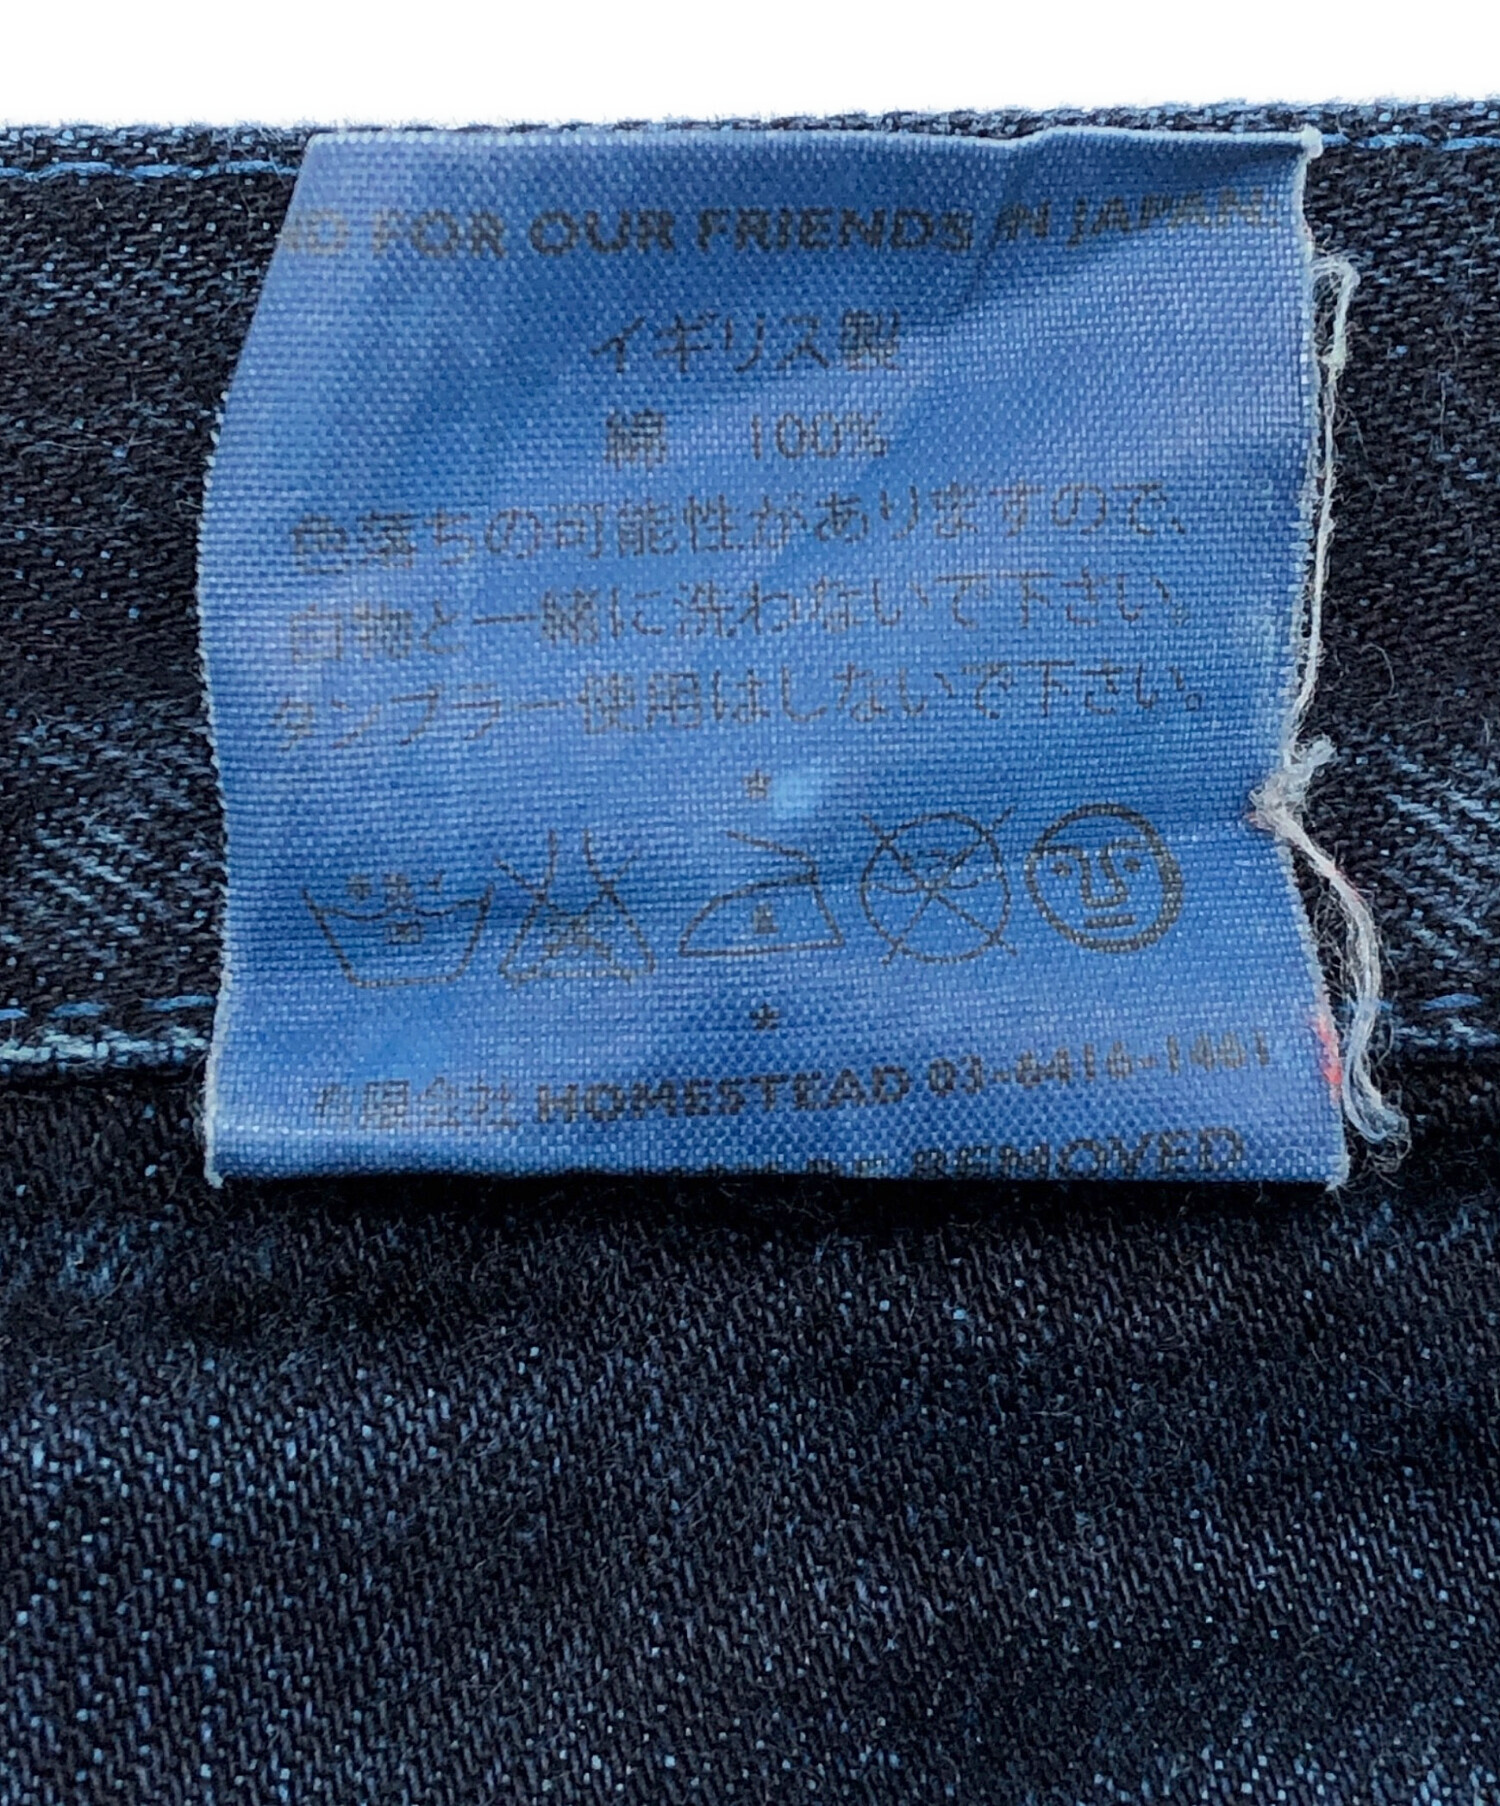 FOR OUR FRIENDS IN JAPAN
イギリス製
綿 100%
色落ちの可能性がありますので、
白物と一緒に洗わないで下さい。
タンブラー使用はしないで下さい。
*
*
有限会社 HOMESTEAD 03-6416-1461
REMOVED